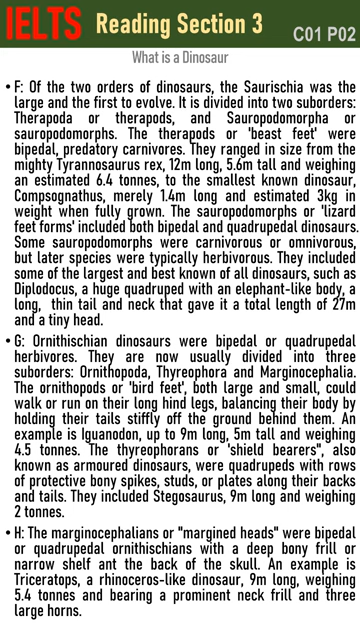 IELTS Reading Section 3 C01 P02
What is a Dinosaur
• F: Of the two orders of dinosaurs, the Saurischia was the
large and the first to evolve. It is divided into two suborders:
Therapoda or therapods, and Sauropodomorpha or
sauropodomorphs. The therapods or 'beast feet' were
bipedal, predatory carnivores. They ranged in size from the
mighty Tyrannosaurus rex, 12m long, 5.6m tall and weighing
an estimated 6.4 tonnes, to the smallest known dinosaur,
Compsognathus, merely 1.4m long and estimated 3kg in
weight when fully grown. The sauropodomorphs or 'lizard
feet forms' included both bipedal and quadrupedal dinosaurs.
Some sauropodomorphs were carnivorous or omnivorous,
but later species were typically herbivorous. They included
some of the largest and best known of all dinosaurs, such as
Diplodocus, a huge quadruped with an elephant-like body, a
long, thin tail and neck that gave it a total length of 27m
and a tiny head.
• G: Ornithischian dinosaurs were bipedal or quadrupedal
herbivores. They are now usually divided into three
suborders: Ornithopoda, Thyreophora and Marginocephalia.
The ornithopods or 'bird feet', both large and small, could
walk or run on their long hind legs, balancing their body by
holding their tails stiffly off the ground behind them. An
example is Iguanodon, up to 9m long, 5m tall and weighing
4.5 tonnes. The thyreophorans or 'shield bearers", also
known as armoured dinosaurs, were quadrupeds with rows
of protective bony spikes, studs, or plates along their backs
and tails. They included Stegosaurus, 9m long and weighing
2 tonnes.
• H: The marginocephalians or "margined heads" were bipedal
or quadrupedal ornithischians with a deep bony frill or
narrow shelf ant the back of the skull. An example is
Triceratops, a rhinoceros-like dinosaur, 9m long, weighing
5.4 tonnes and bearing a prominent neck frill and three
large horns.